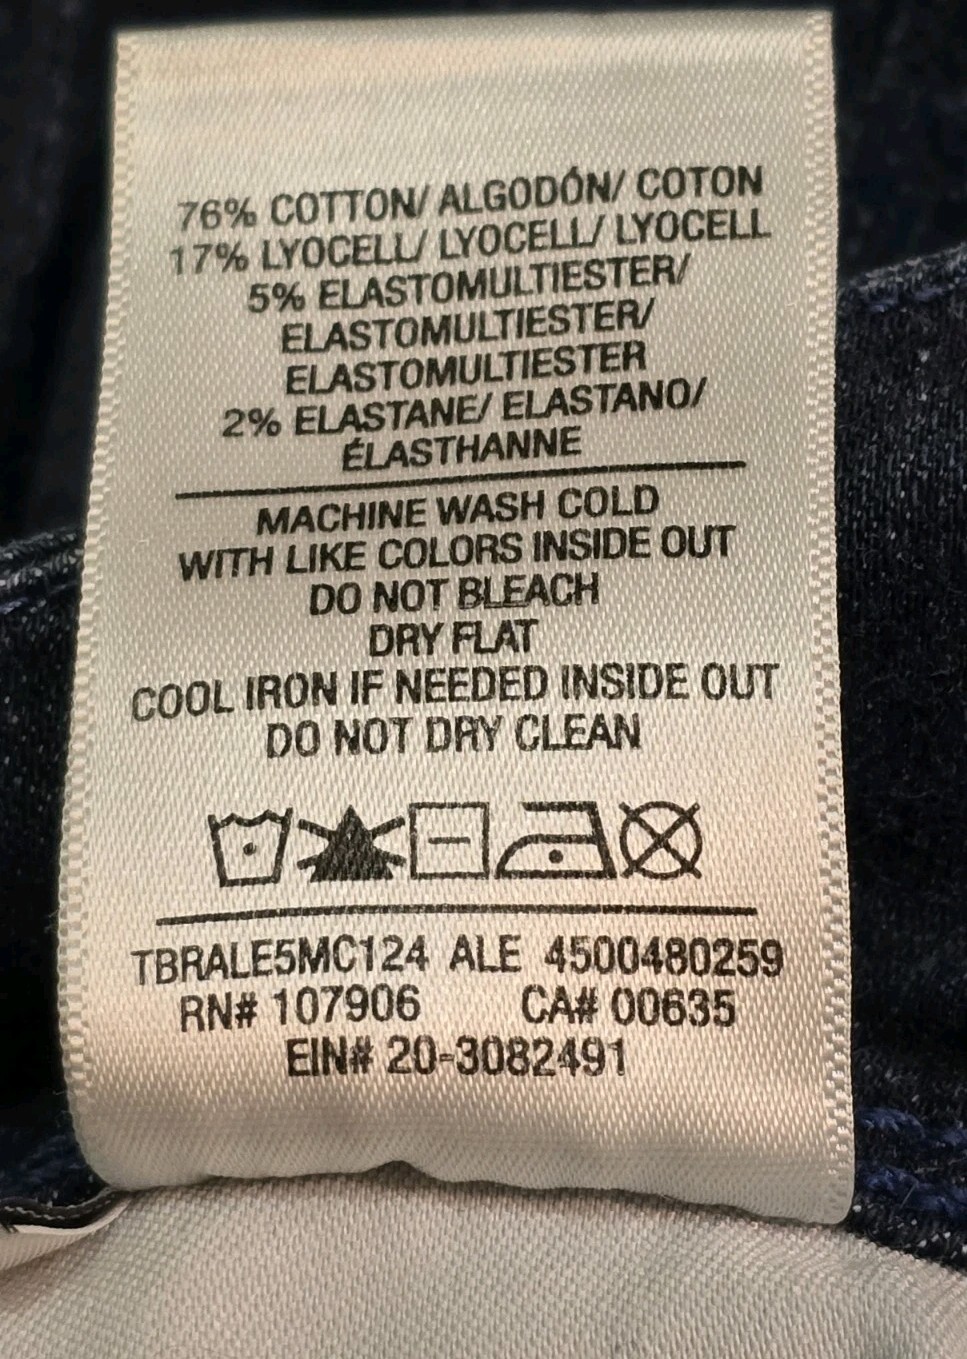 76% COTTON/ ALGODÓN/ COTON
17% LYOCELL/ LYOCELL/ LYOCELL
5% ELASTOMULTIESTER/
ELASTOMULTIESTER/
ELASTOMULTIESTER
2% ELASTANE/ ELASTANO/
ÉLASTHANNE
MACHINE WASH COLD
WITH LIKE COLORS INSIDE OUT
DO NOT BLEACH
DRY FLAT
COOL IRON IF NEEDED INSIDE OUT
DO NOT DRY CLEAN
TBRALE5MC124 ALE 4500480259
RN# 107906 CA# 00635
EIN# 20-3082491